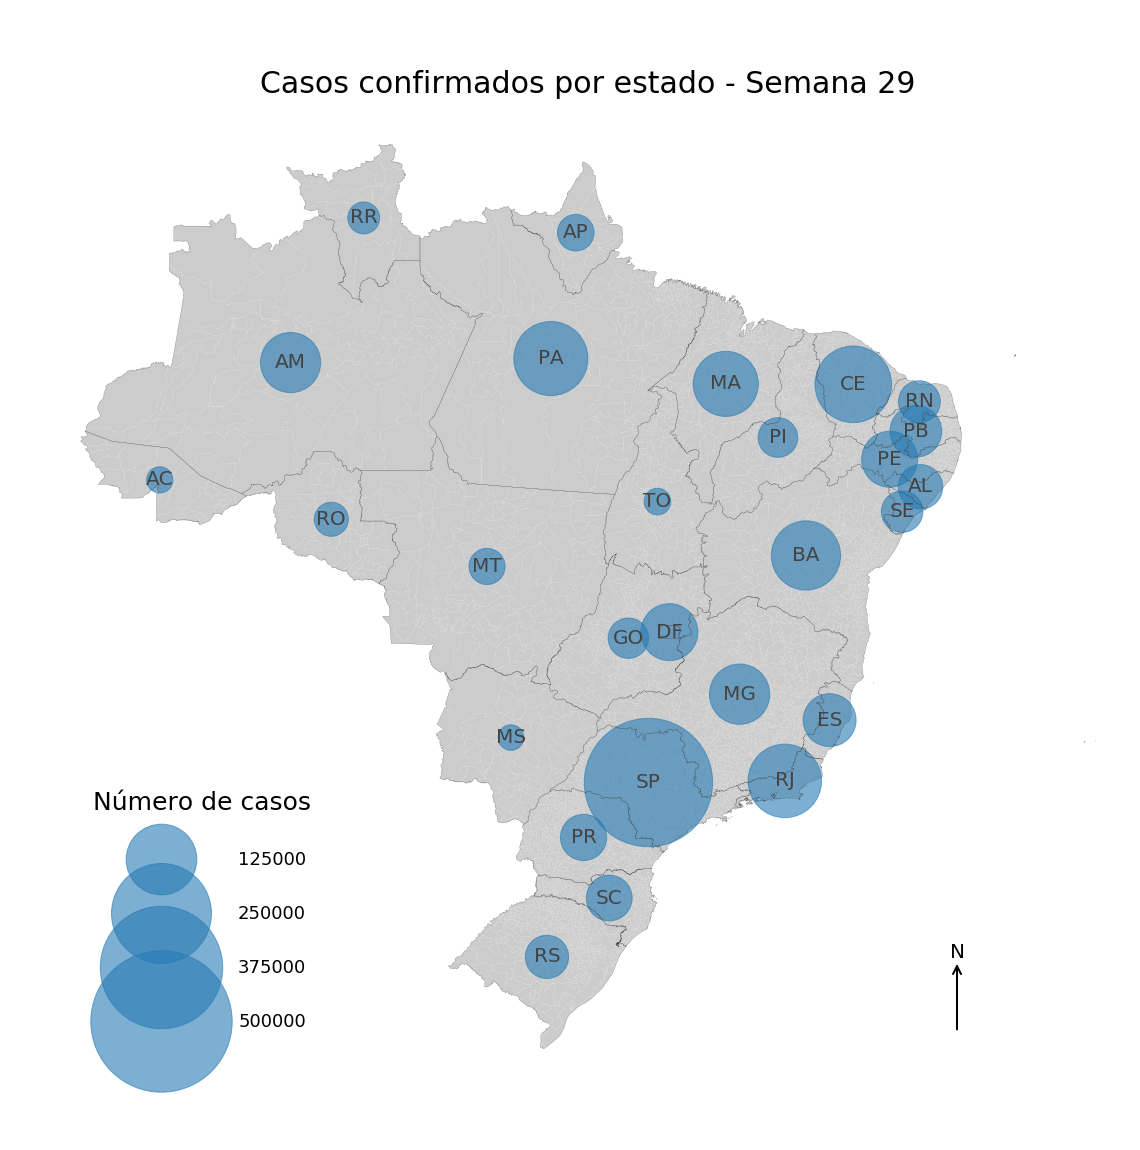 Casos confirmados por estado - Semana 29
RR
AP
AM
PA
MA
CE
RN
PI
PB
PE
AC
AL
TO
SE
RO
BA
MT
GO
DF
MG
ES
MS
SP
RJ
Número de casos
PR
125000
SC
250000
RS
N
375000
500000